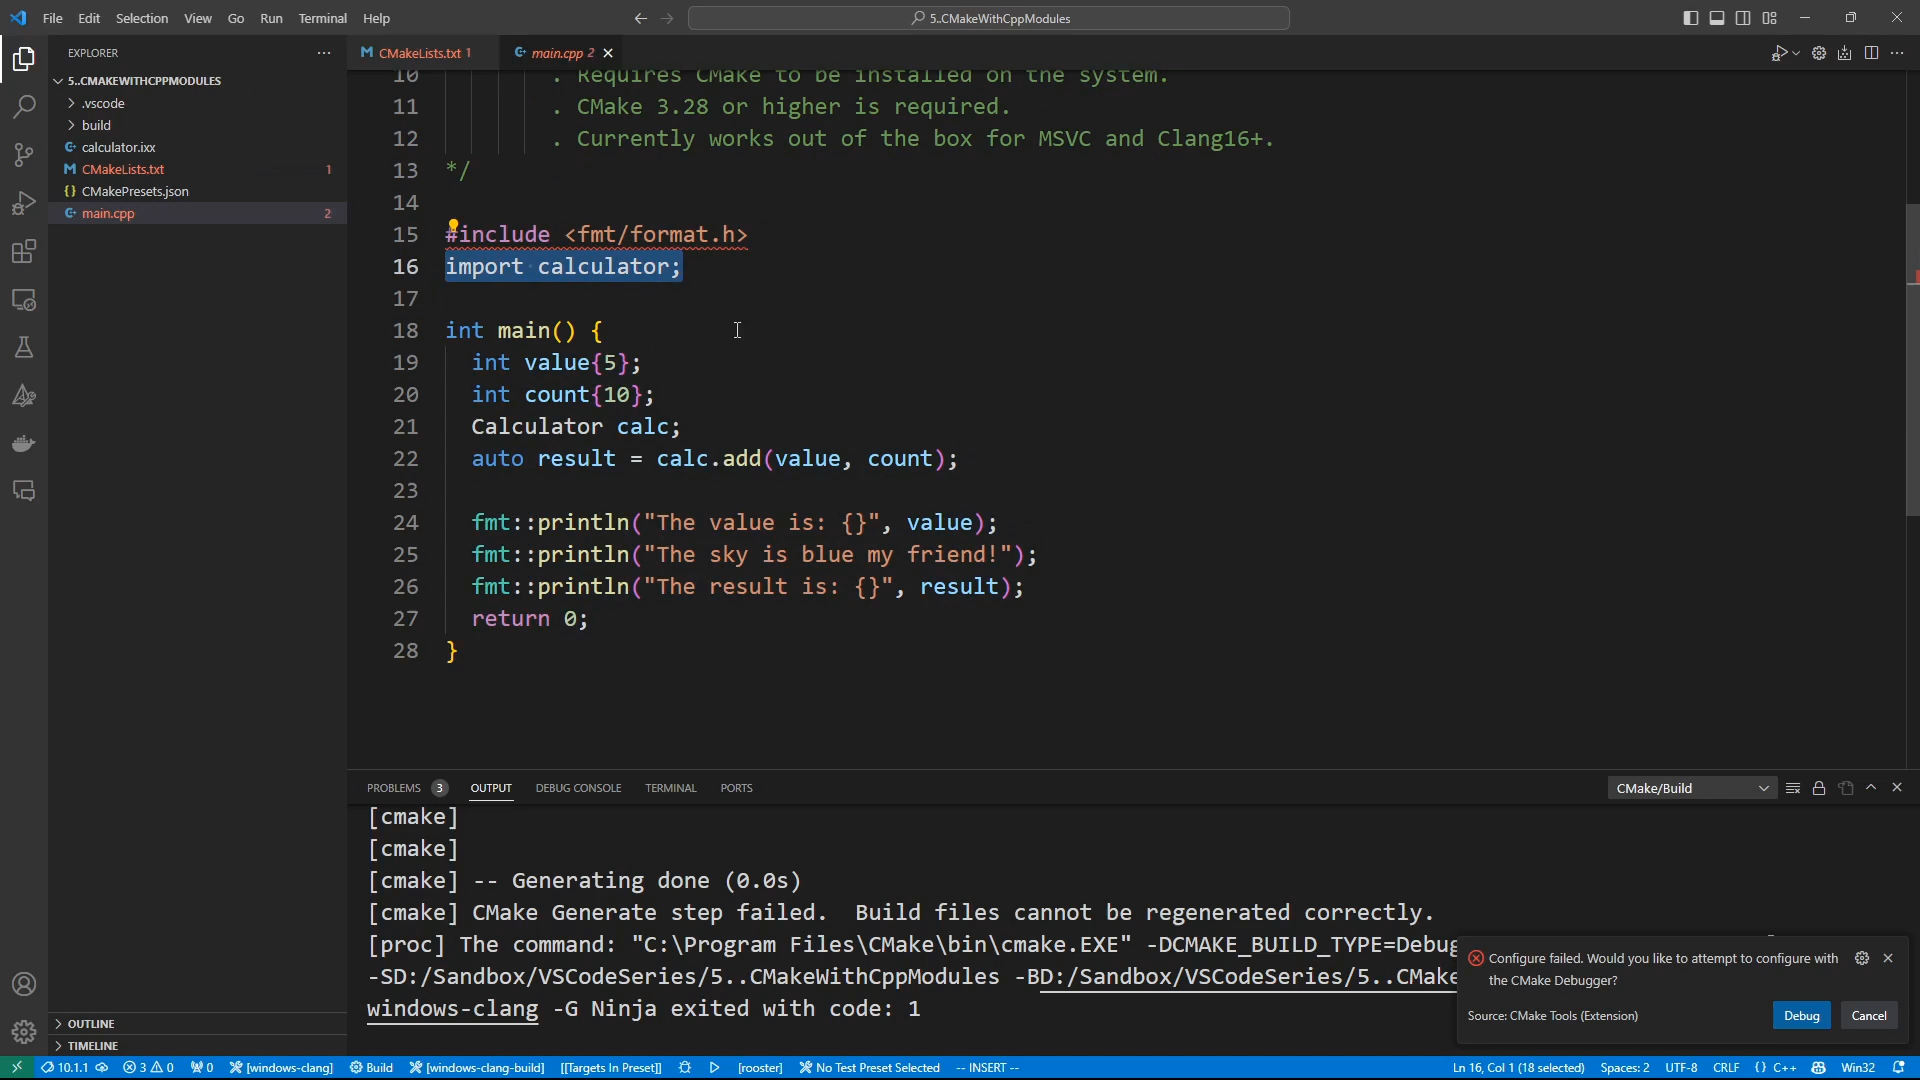 File Edit Selection View Go Run Terminal Help
5..CMakeWithCppModules
EXPLORER
5..CMAKEWITHCPPMODULES
.vscode
build
calculator.ixx
CMakeLists.txt 1
CMakePresets.json
main.cpp 2
OUTLINE
TIMELINE
CMakeLists.txt 1
main.cpp 2
10 . Requires CMake to be installed on the system.
11 . CMake 3.28 or higher is required.
12 . Currently works out of the box for MSVC and Clang16+.
13 */
14
15 #include <fmt/format.h>
16 import calculator;
17
18 int main() {
19 int value{5};
20 int count{10};
21 Calculator calc;
22 auto result = calc.add(value, count);
23
24 fmt::println("The value is: {}", value);
25 fmt::println("The sky is blue my friend!");
26 fmt::println("The result is: {}", result);
27 return 0;
28 }
PROBLEMS 3 OUTPUT DEBUG CONSOLE TERMINAL PORTS
CMake/Build
[cmake]
[cmake]
[cmake] -- Generating done (0.0s)
[cmake] CMake Generate step failed.  Build files cannot be regenerated correctly.
[proc] The command: "C:\Program Files\CMake\bin\cmake.EXE" -DCMAKE_BUILD_TYPE=Debug
-SD:/Sandbox/VSCodeSeries/5..CMakeWithCppModules -BD:/Sandbox/VSCodeSeries/5..CMake
windows-clang -G Ninja exited with code: 1
Configure failed. Would you like to attempt to configure with
the CMake Debugger?
Source: CMake Tools (Extension)
Debug
Cancel
10.1.1 3 0 0 [windows-clang] Build [windows-clang-build] [[Targets In Preset]] [rooster] No Test Preset Selected -- INSERT -- Ln 16, Col 1 (18 selected) Spaces: 2 UTF-8 CRLF {} C++ Win32